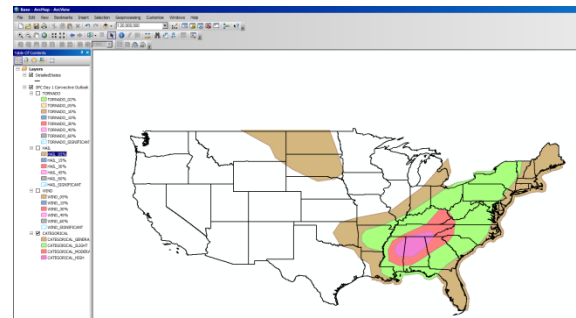 Base - ArcMap - ArcView
File Edit View Bookmarks Insert Selection Geoprocessing Customize Windows Help
Table Of Contents
Layers
DetailedStates
SPC Day 1 Convective Outlook
TORNADO
TORNADO_02%
TORNADO_05%
TORNADO_10%
TORNADO_15%
TORNADO_30%
TORNADO_45%
TORNADO_60%
TORNADO_SIGNIFICANT
HAIL
HAIL_05%
HAIL_15%
HAIL_30%
HAIL_45%
HAIL_60%
HAIL_SIGNIFICANT
WIND
WIND_05%
WIND_15%
WIND_30%
WIND_45%
WIND_60%
WIND_SIGNIFICANT
CATEGORICAL
CATEGORICAL_GENERA
CATEGORICAL_SLIGHT
CATEGORICAL_MODERA
CATEGORICAL_HIGH